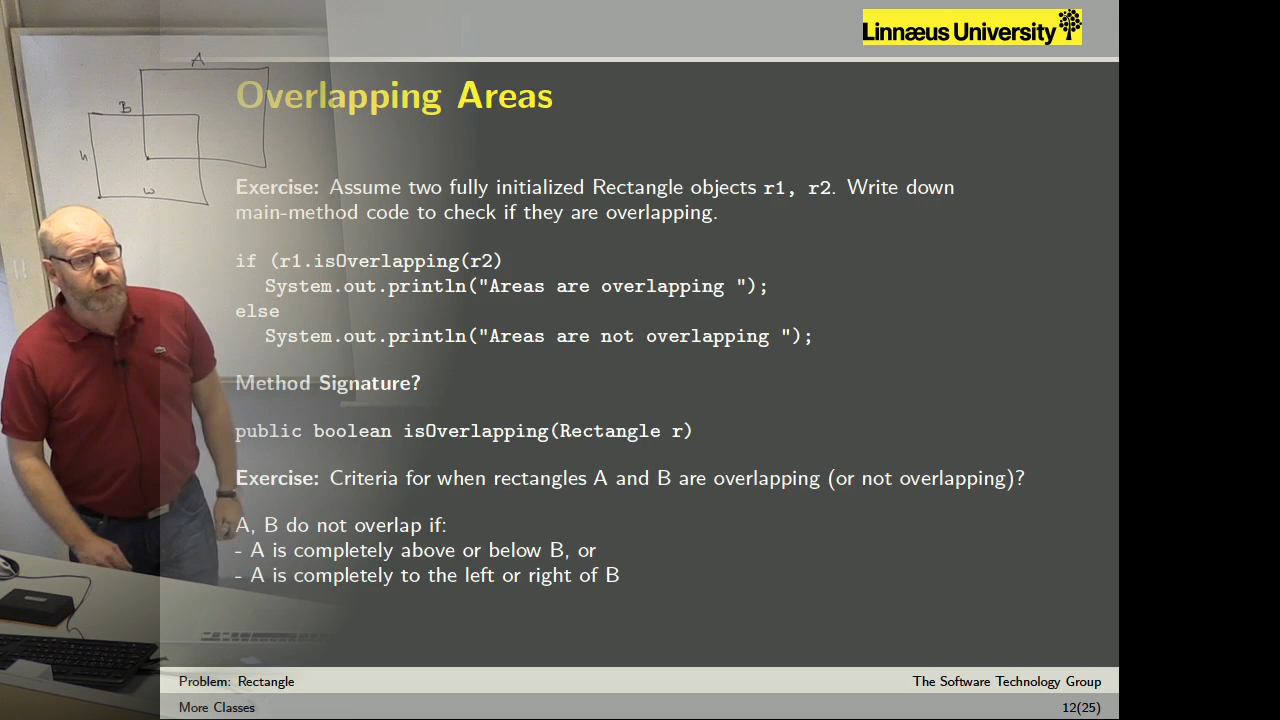 Linnæus University
A
B
h
w
Overlapping Areas
Exercise: Assume two fully initialized Rectangle objects r1, r2. Write down
main-method code to check if they are overlapping.
if (r1.isOverlapping(r2)
System.out.println("Areas are overlapping ");
else
System.out.println("Areas are not overlapping ");
Method Signature?
public boolean isOverlapping(Rectangle r)
Exercise: Criteria for when rectangles A and B are overlapping (or not overlapping)?
A, B do not overlap if:
- A is completely above or below B, or
- A is completely to the left or right of B
Problem: Rectangle
The Software Technology Group
More Classes
12(25)